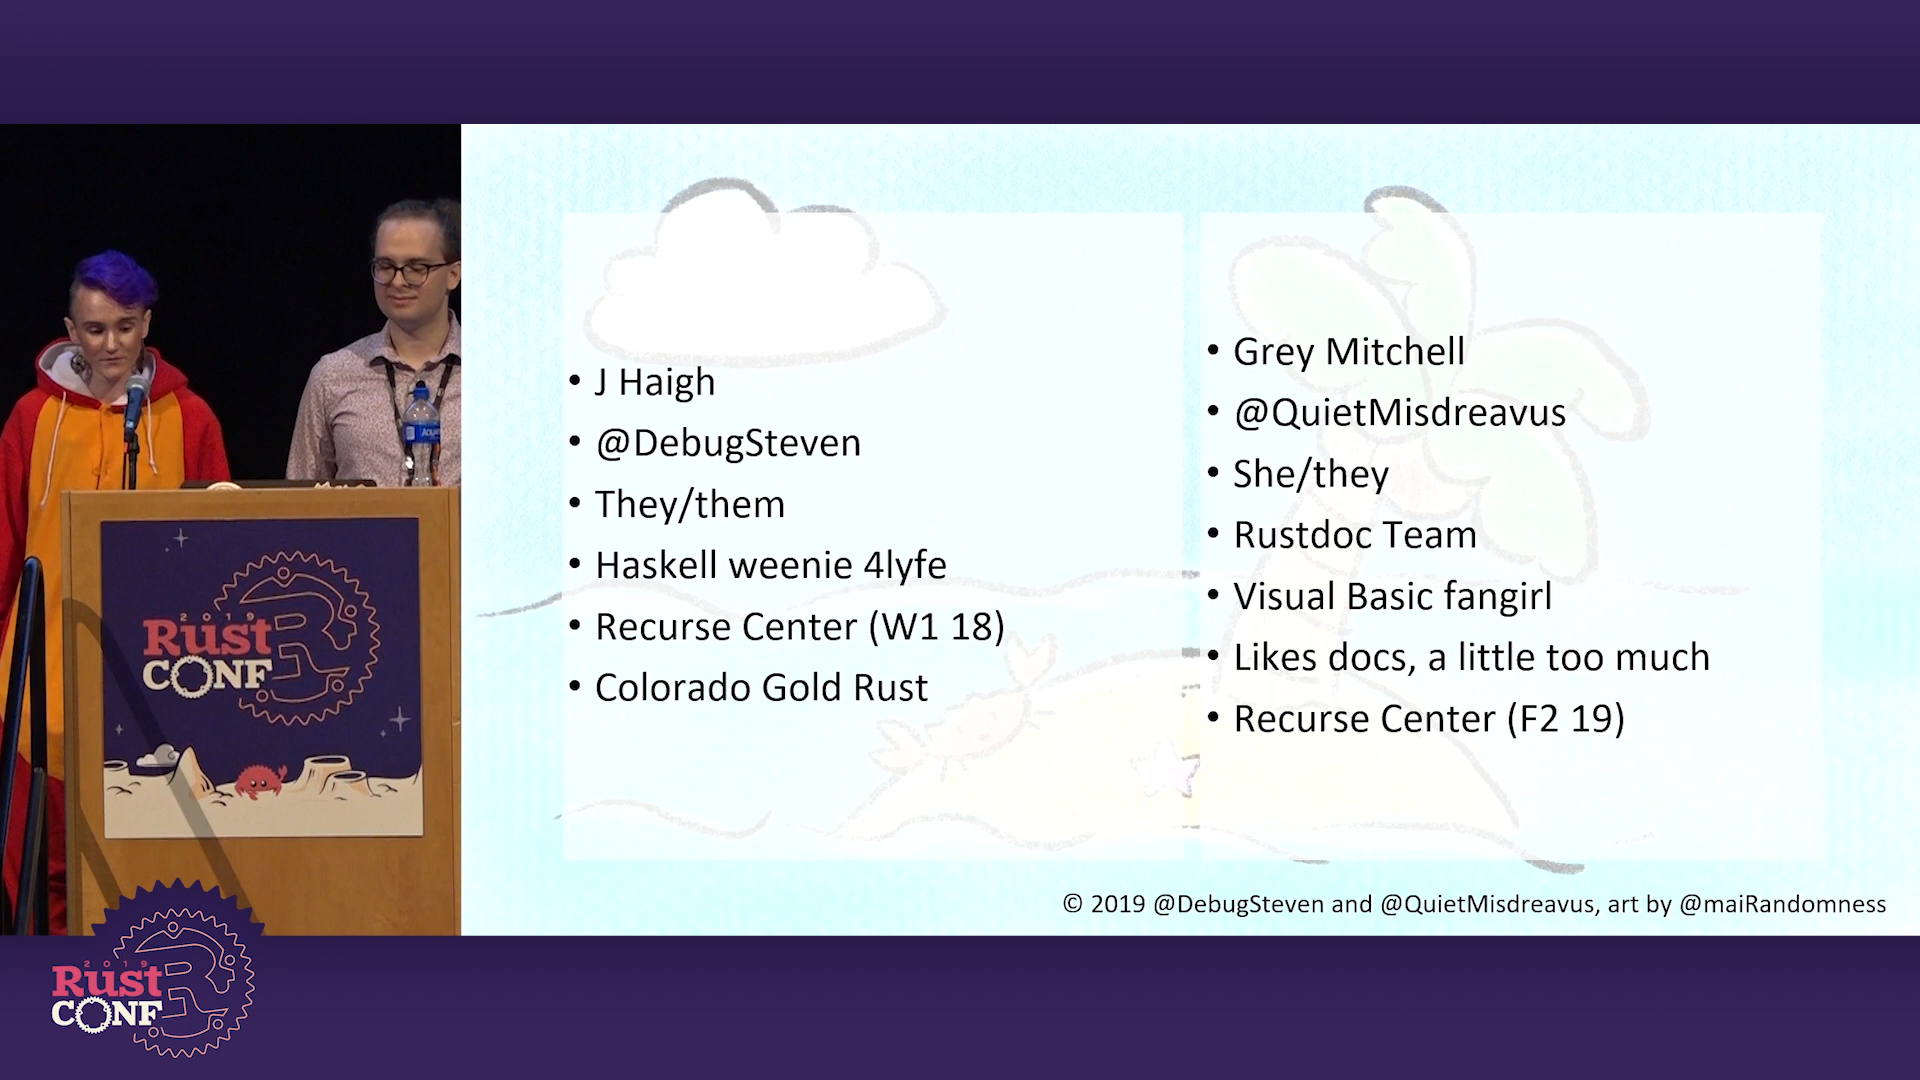 • J Haigh
• @DebugSteven
• They/them
• Haskell weenie 4lyfe
• Recurse Center (W1 18)
• Colorado Gold Rust
• Grey Mitchell
• @QuietMisdreavus
• She/they
• Rustdoc Team
• Visual Basic fangirl
• Likes docs, a little too much
• Recurse Center (F2 19)
© 2019 @DebugSteven and @QuietMisdreavus, art by @maiRandomness
2019
Rust
CONF
2019
Rust
CONF